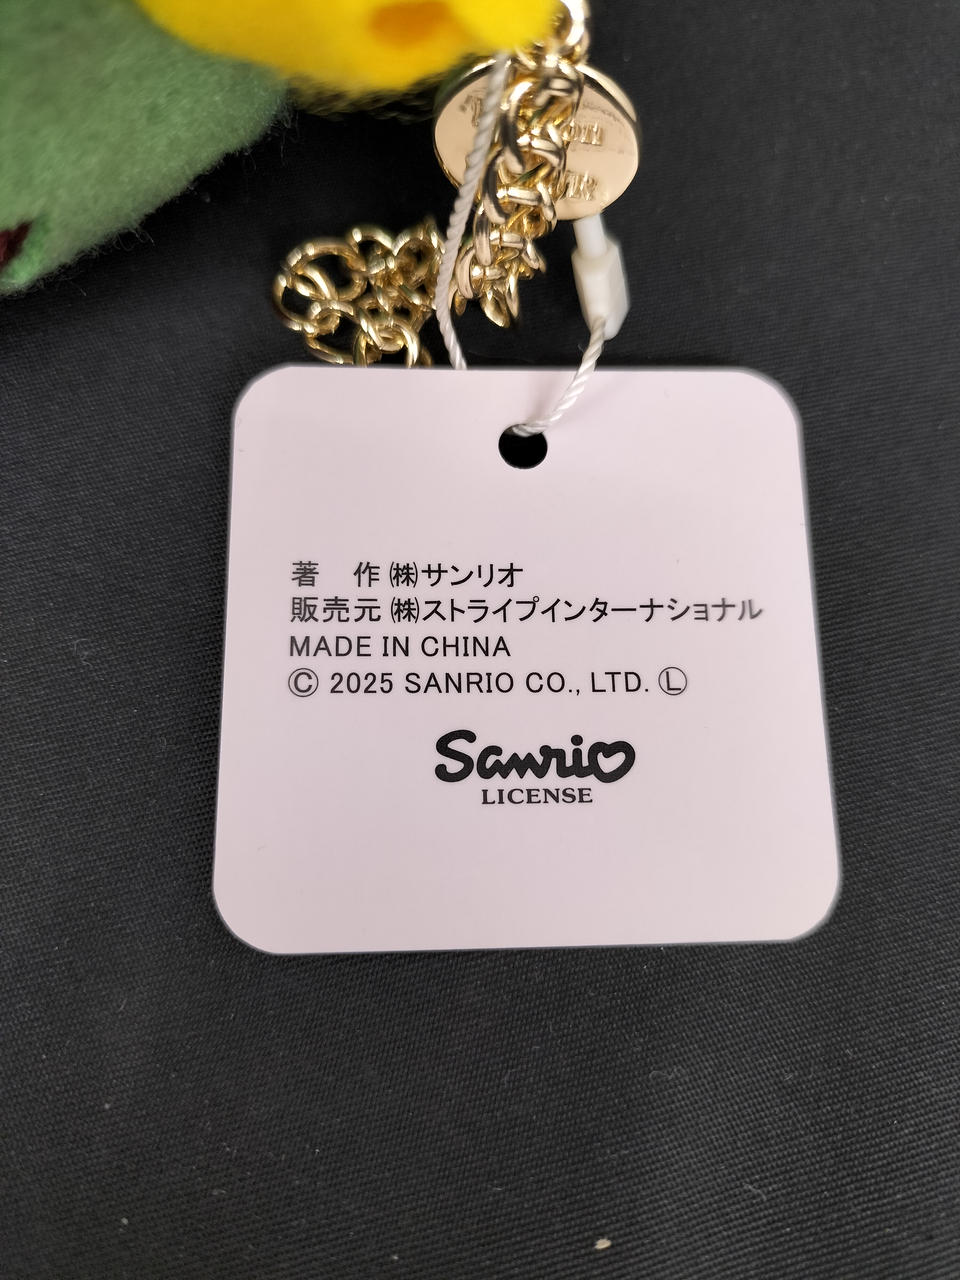 著　作 ㈱サンリオ
販売元 ㈱ストライプインターナショナル
MADE IN CHINA
Ⓒ 2025 SANRIO CO., LTD. Ⓛ
Sanrio
LICENSE